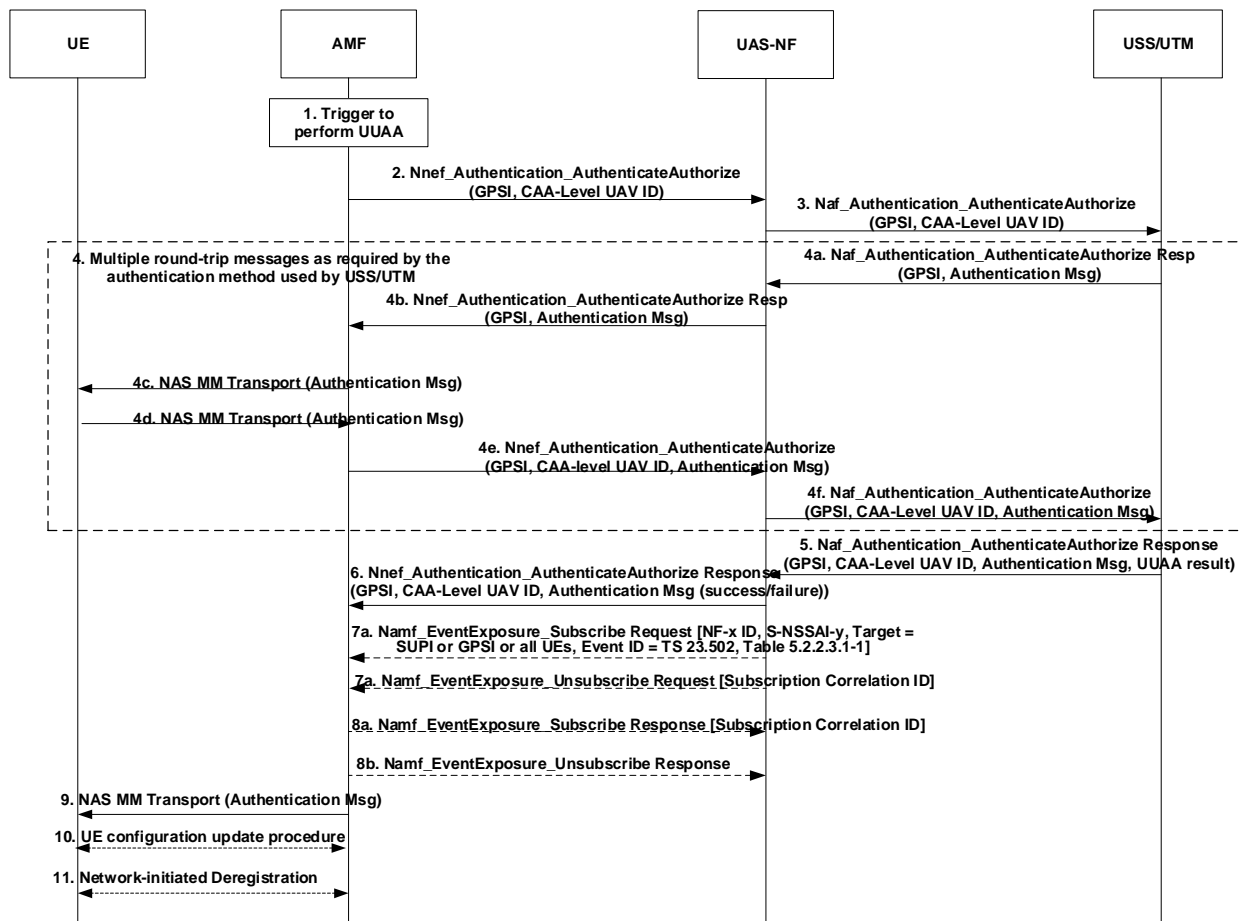 UE
AMF
UAS-NF
USS/UTM
1. Trigger to
perform UUAA
2. Nnef_Authentication_AuthenticateAuthorize
(GPSI, CAA-Level UAV ID)
3. Naf_Authentication_AuthenticateAuthorize
(GPSI, CAA-Level UAV ID)
4. Multiple round-trip messages as required by the
authentication method used by USS/UTM
4a. Naf_Authentication_AuthenticateAuthorize Resp
(GPSI, Authentication Msg)
4b. Nnef_Authentication_AuthenticateAuthorize Resp
(GPSI, Authentication Msg)
4c. NAS MM Transport (Authentication Msg)
4d. NAS MM Transport (Authentication Msg)
4e. Nnef_Authentication_AuthenticateAuthorize
(GPSI, CAA-level UAV ID, Authentication Msg)
4f. Naf_Authentication_AuthenticateAuthorize
(GPSI, CAA-Level UAV ID, Authentication Msg)
5. Naf_Authentication_AuthenticateAuthorize Response
(GPSI, CAA-Level UAV ID, Authentication Msg, UUAA result)
6. Nnef_Authentication_AuthenticateAuthorize Response
(GPSI, CAA-Level UAV ID, Authentication Msg (success/failure))
7a. Namf_EventExposure_Subscribe Request [NF-x ID, S-NSSAI-y, Target =
SUPI or GPSI or all UEs, Event ID = TS 23.502, Table 5.2.2.3.1-1]
7a. Namf_EventExposure_Unsubscribe Request [Subscription Correlation ID]
8a. Namf_EventExposure_Subscribe Response [Subscription Correlation ID]
8b. Namf_EventExposure_Unsubscribe Response
9. NAS MM Transport (Authentication Msg)
10. UE configuration update procedure
11. Network-initiated Deregistration